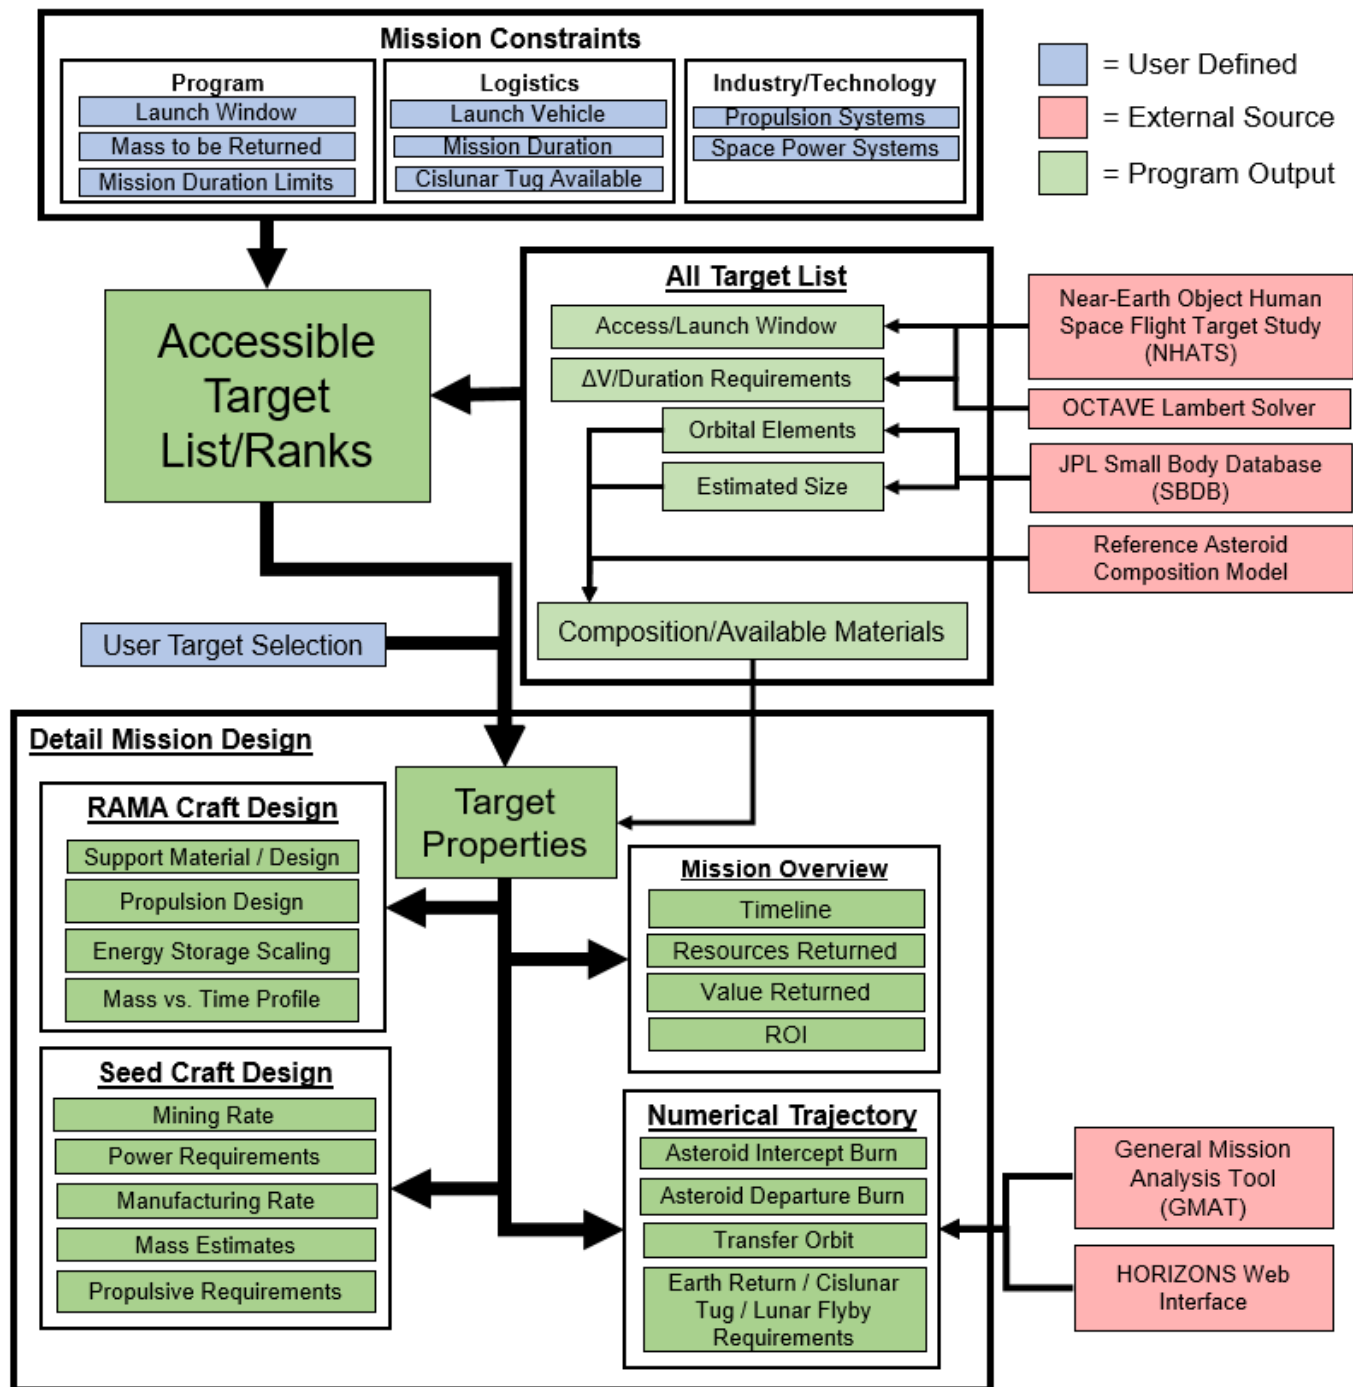 Mission Constraints
Program
Launch Window
Mass to be Returned
Mission Duration Limits
Logistics
Launch Vehicle
Mission Duration
Cislunar Tug Available
Industry/Technology
Propulsion Systems
Space Power Systems
= User Defined
= External Source
= Program Output
Accessible
Target
List/Ranks
All Target List
Access/Launch Window
ΔV/Duration Requirements
Orbital Elements
Estimated Size
Composition/Available Materials
Near-Earth Object Human
Space Flight Target Study
(NHATS)
OCTAVE Lambert Solver
JPL Small Body Database
(SBDB)
Reference Asteroid
Composition Model
User Target Selection
Detail Mission Design
Target
Properties
RAMA Craft Design
Support Material / Design
Propulsion Design
Energy Storage Scaling
Mass vs. Time Profile
Mission Overview
Timeline
Resources Returned
Value Returned
ROI
Seed Craft Design
Mining Rate
Power Requirements
Manufacturing Rate
Mass Estimates
Propulsive Requirements
Numerical Trajectory
Asteroid Intercept Burn
Asteroid Departure Burn
Transfer Orbit
Earth Return / Cislunar
Tug / Lunar Flyby
Requirements
General Mission
Analysis Tool
(GMAT)
HORIZONS Web
Interface